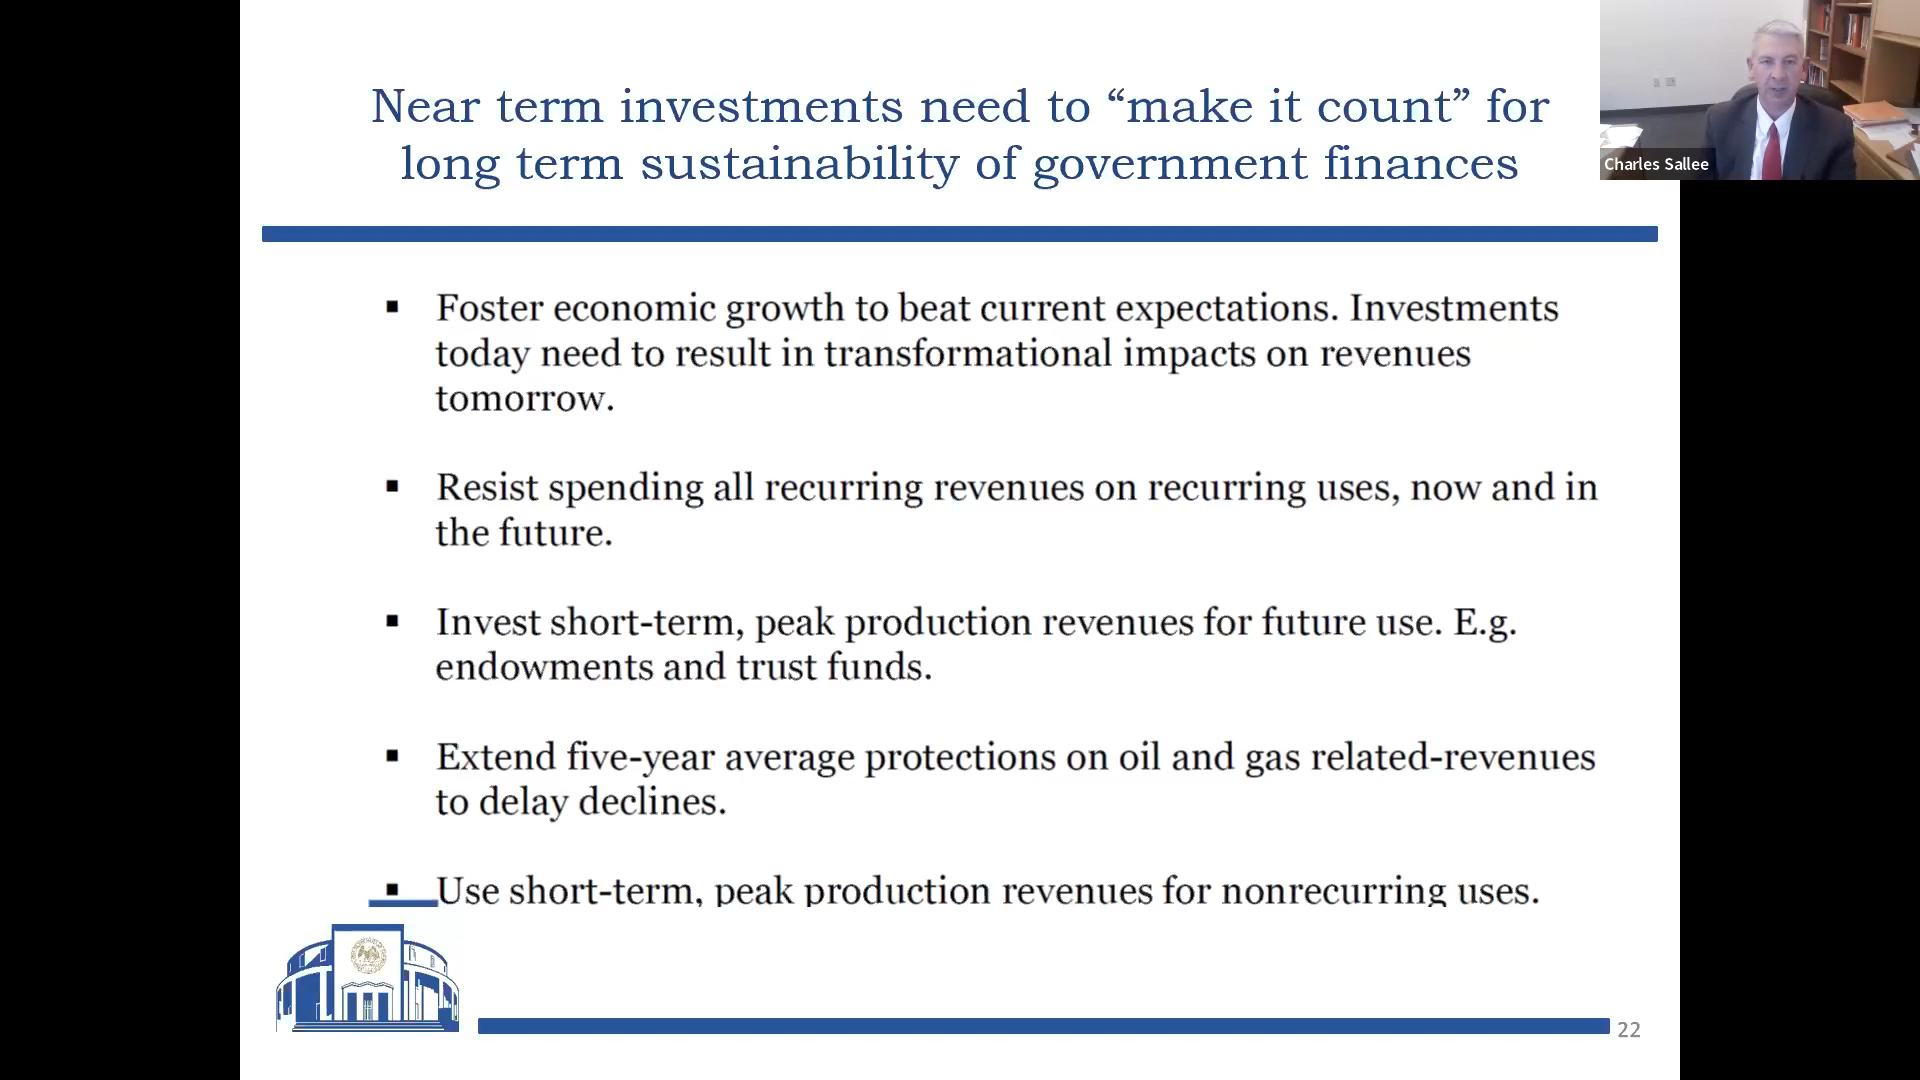 Near term investments need to “make it count” for
long term sustainability of government finances
Charles Sallee
▪ Foster economic growth to beat current expectations. Investments
today need to result in transformational impacts on revenues
tomorrow.
▪ Resist spending all recurring revenues on recurring uses, now and in
the future.
▪ Invest short-term, peak production revenues for future use. E.g.
endowments and trust funds.
▪ Extend five-year average protections on oil and gas related-revenues
to delay declines.
▪ Use short-term, peak production revenues for nonrecurring uses.
22